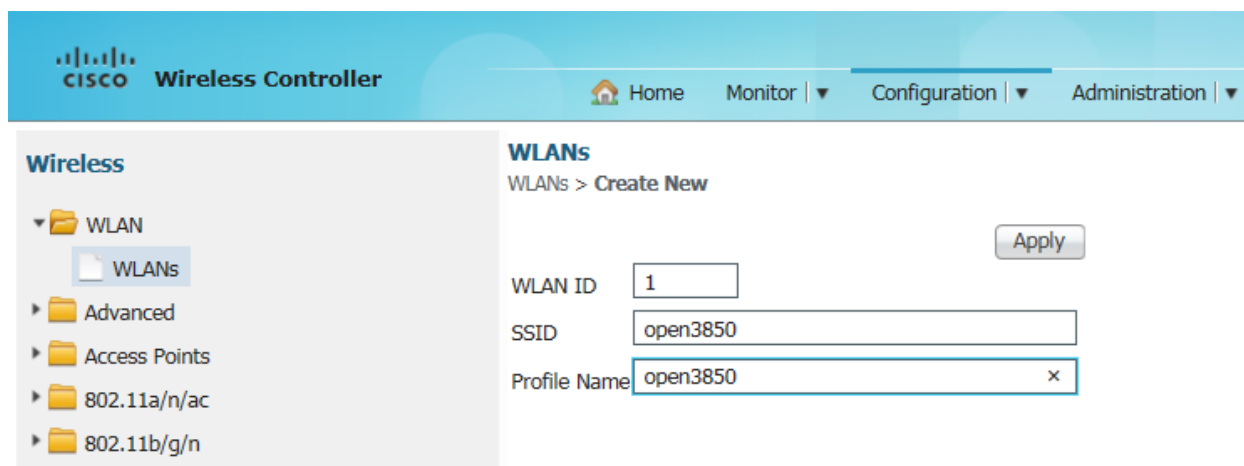 CISCO Wireless Controller
Home Monitor Configuration Administration
Wireless
WLAN
WLANs
Advanced
Access Points
802.11a/n/ac
802.11b/g/n
WLANs
WLANs > Create New
Apply
WLAN ID 1
SSID open3850
Profile Name open3850 ×